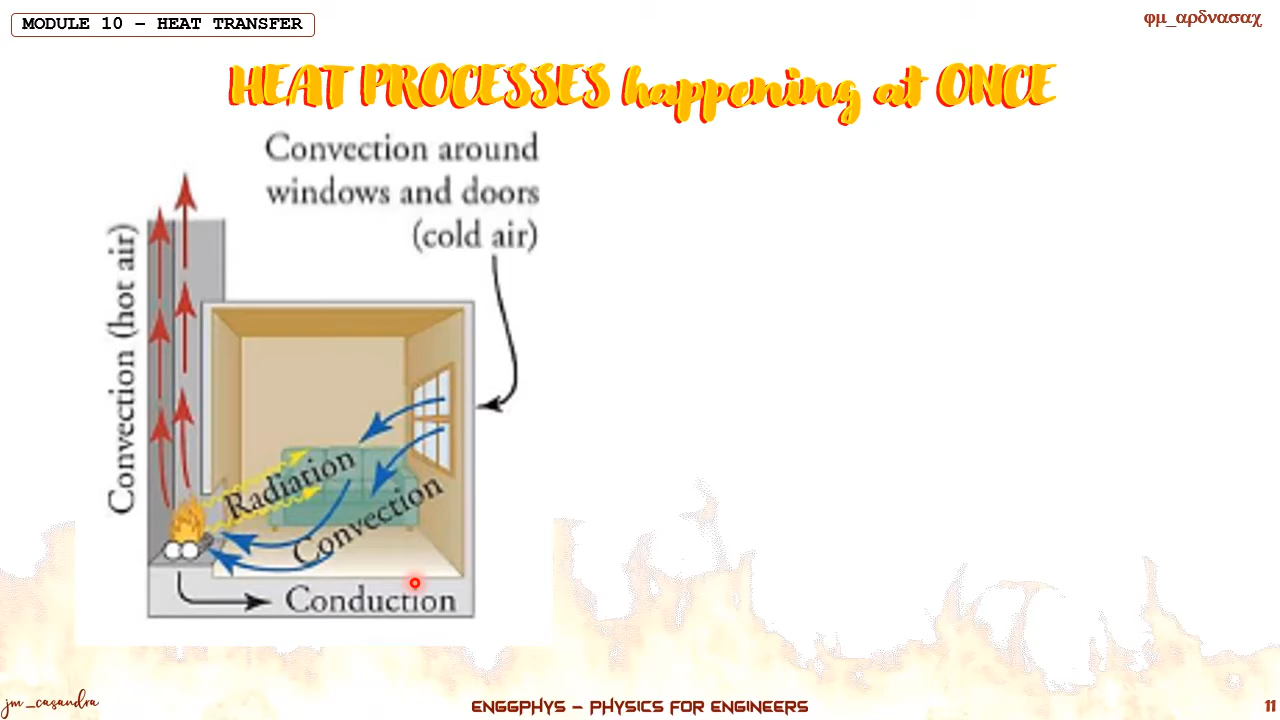 MODULE 10 – HEAT TRANSFER
φμ_αρδνασαχ
HEAT PROCESSES happening at ONCE
Convection around
windows and doors
(cold air)
Convection (hot air)
Radiation
Convection
Conduction
jm_casandra
ENGGPHYS – PHYSICS FOR ENGINEERS
11